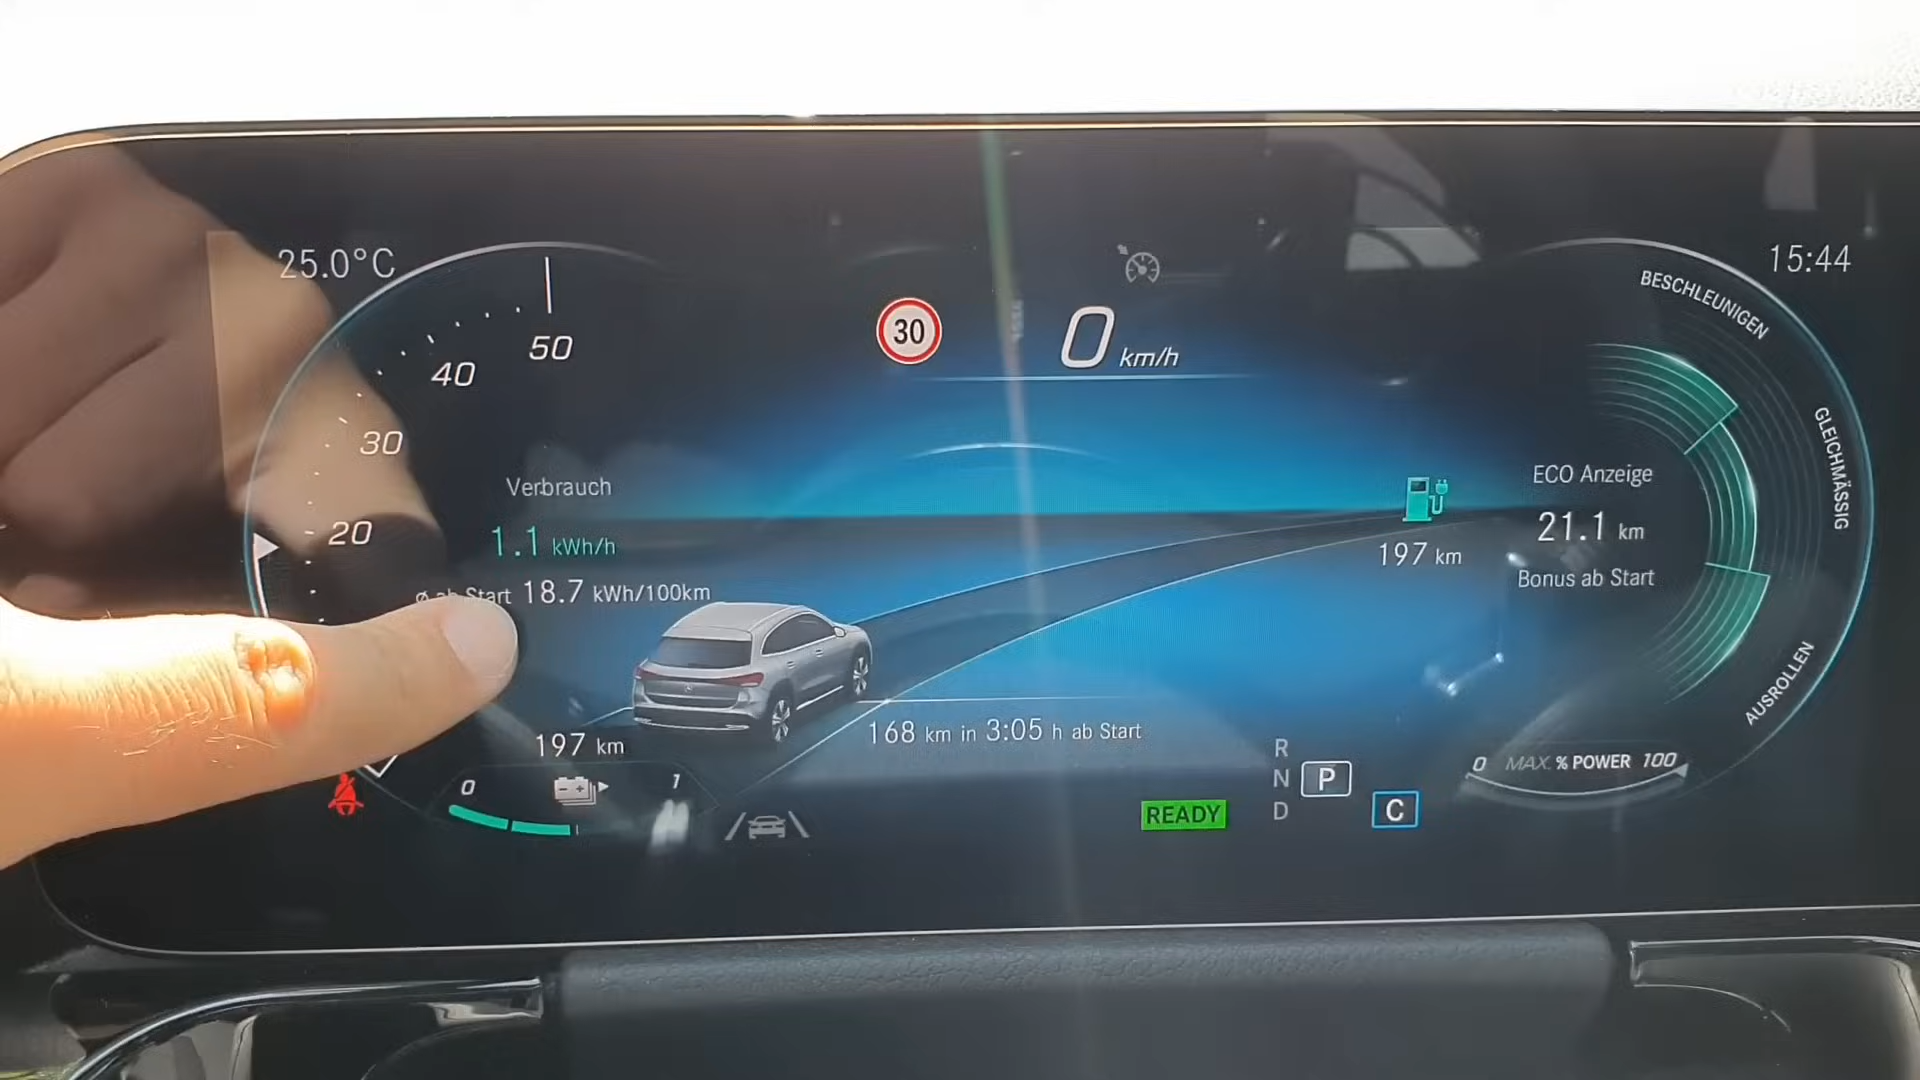 25.0°C
15:44
BESCHLEUNIGEN
GLEICHMÄSSIG
AUSROLLEN
50
40
30
20
30
0 km/h
Verbrauch
1.1 kWh/h
ø ab Start 18.7 kWh/100km
ECO Anzeige
21.1 km
Bonus ab Start
197 km
197 km
168 km in 3:05 h ab Start
0
1
READY
R
N
D
P
C
0 MAX. % POWER 100